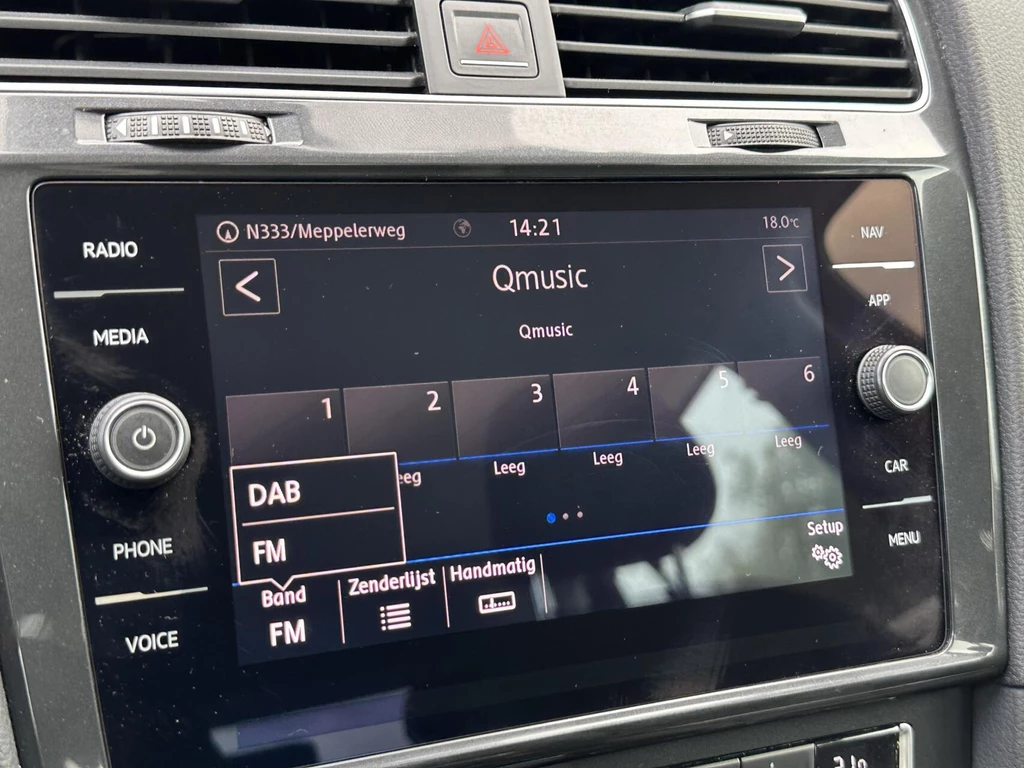 RADIO
MEDIA
PHONE
VOICE
N333/Meppelerweg 14:21 18.0°C
< Qmusic >
Qmusic
1 2 3 4 5 6
Leeg Leeg Leeg Leeg
DAB
FM
Band
FM
Zenderlijst
Handmatig
Setup
NAV
APP
CAR
MENU